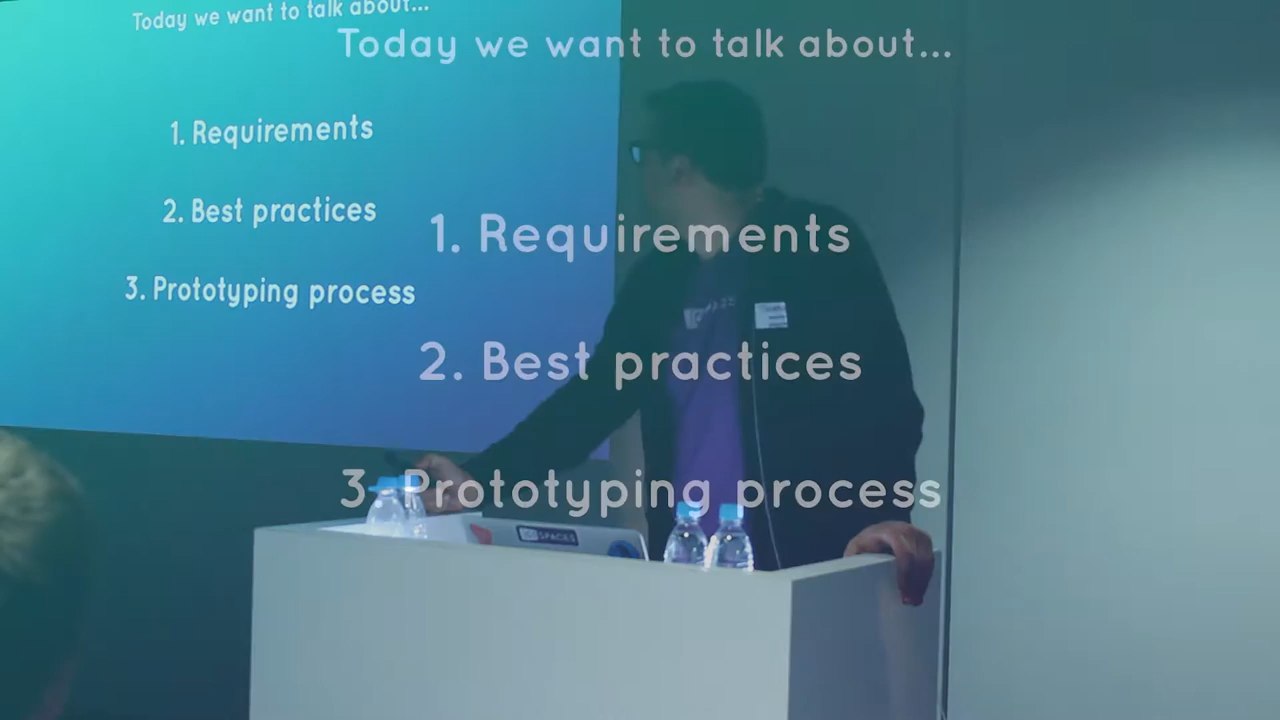 Today we want to talk about...
1. Requirements
2. Best practices
3. Prototyping process
Today we want to talk about...
1. Requirements
2. Best practices
3. Prototyping process
SPACES